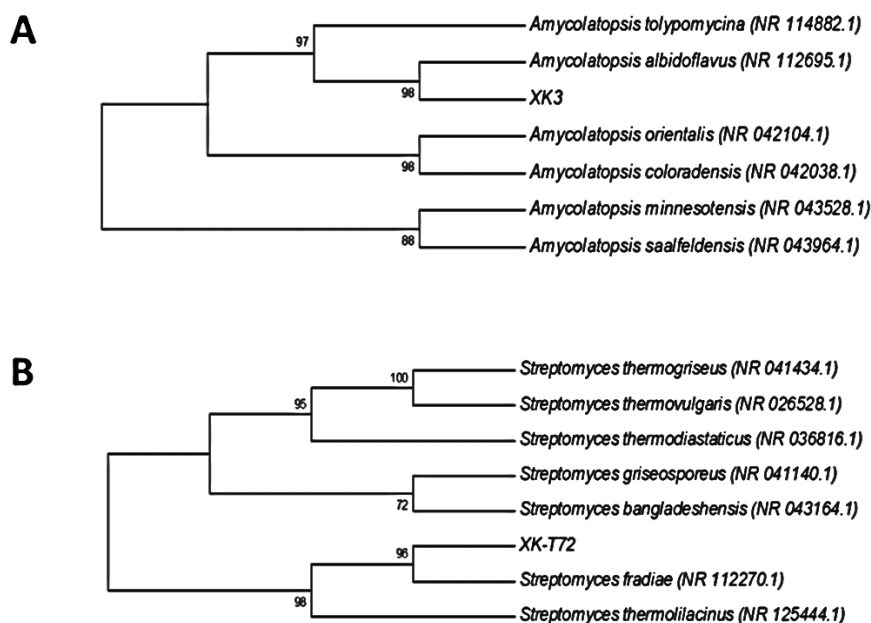 A
Amycolatopsis tolypomycina (NR 114882.1)
97
Amycolatopsis albidoflavus (NR 112695.1)
98
XK3
Amycolatopsis orientalis (NR 042104.1)
98
Amycolatopsis coloradensis (NR 042038.1)
Amycolatopsis minnesotensis (NR 043528.1)
88
Amycolatopsis saalfeldensis (NR 043964.1)
B
Streptomyces thermogriseus (NR 041434.1)
100
Streptomyces thermovulgaris (NR 026528.1)
95
Streptomyces thermodiastaticus (NR 036816.1)
Streptomyces griseosporeus (NR 041140.1)
72
Streptomyces bangladeshensis (NR 043164.1)
XK-T72
96
Streptomyces fradiae (NR 112270.1)
98
Streptomyces thermolilacinus (NR 125444.1)